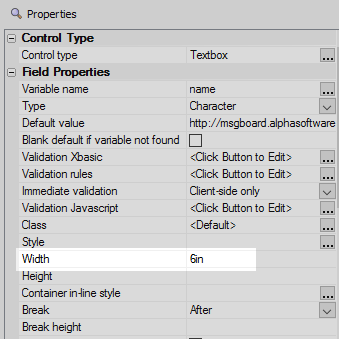 Properties
Control Type
Control type Textbox ...
Field Properties
Variable name name ...
Type Character
Default value http://msgboard.alphasoftware
Blank default if variable not found
Validation Xbasic <Click Button to Edit> ...
Validation rules <Click Button to Edit> ...
Immediate validation Client-side only
Validation Javascript <Click Button to Edit> ...
Class <Default> ...
Style ...
Width 6in
Height
Container in-line style ...
Break After
Break height